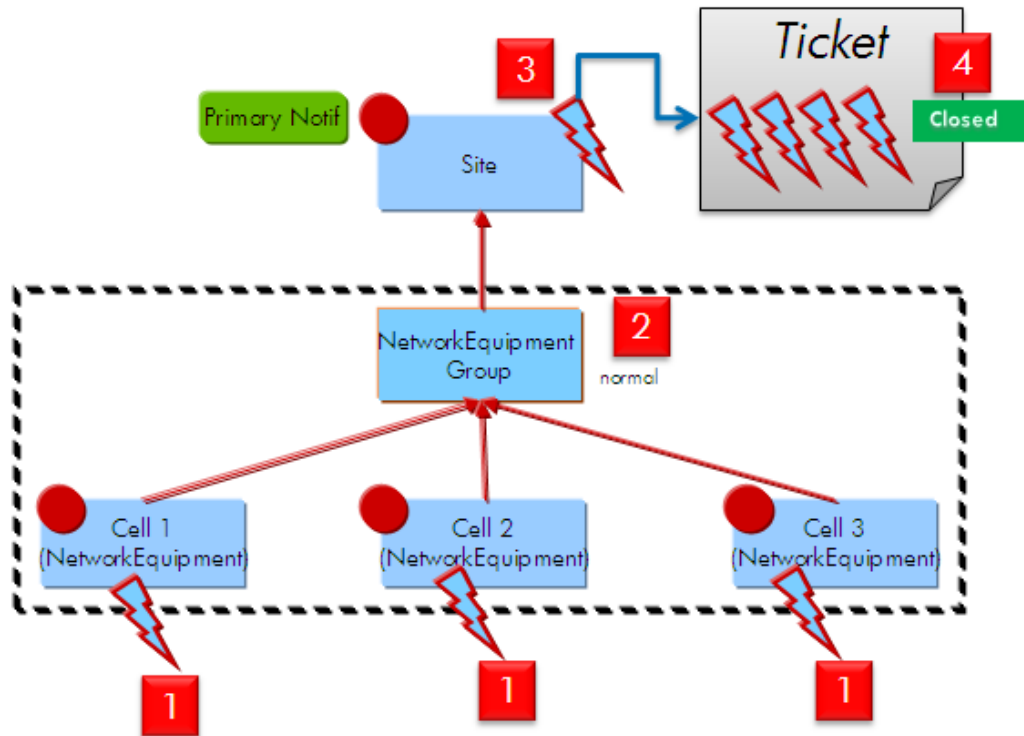 Ticket
3
4
Primary Notif
Closed
Site
2
NetworkEquipment
Group
normal
Cell 1
(NetworkEquipment)
Cell 2
(NetworkEquipment)
Cell 3
(NetworkEquipment)
1
1
1